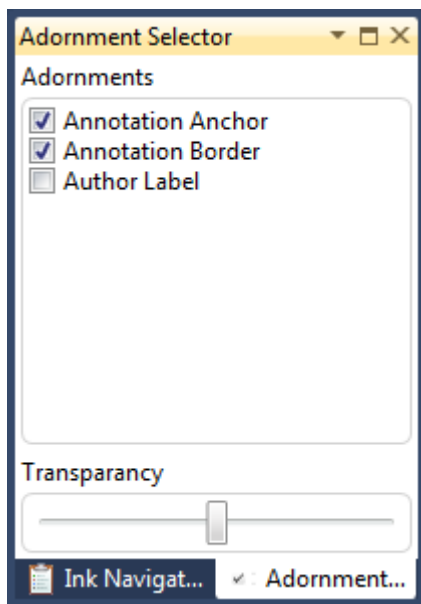 Adornment Selector
Adornments
Annotation Anchor
Annotation Border
Author Label
Transparancy
Ink Navigat... Adornment...